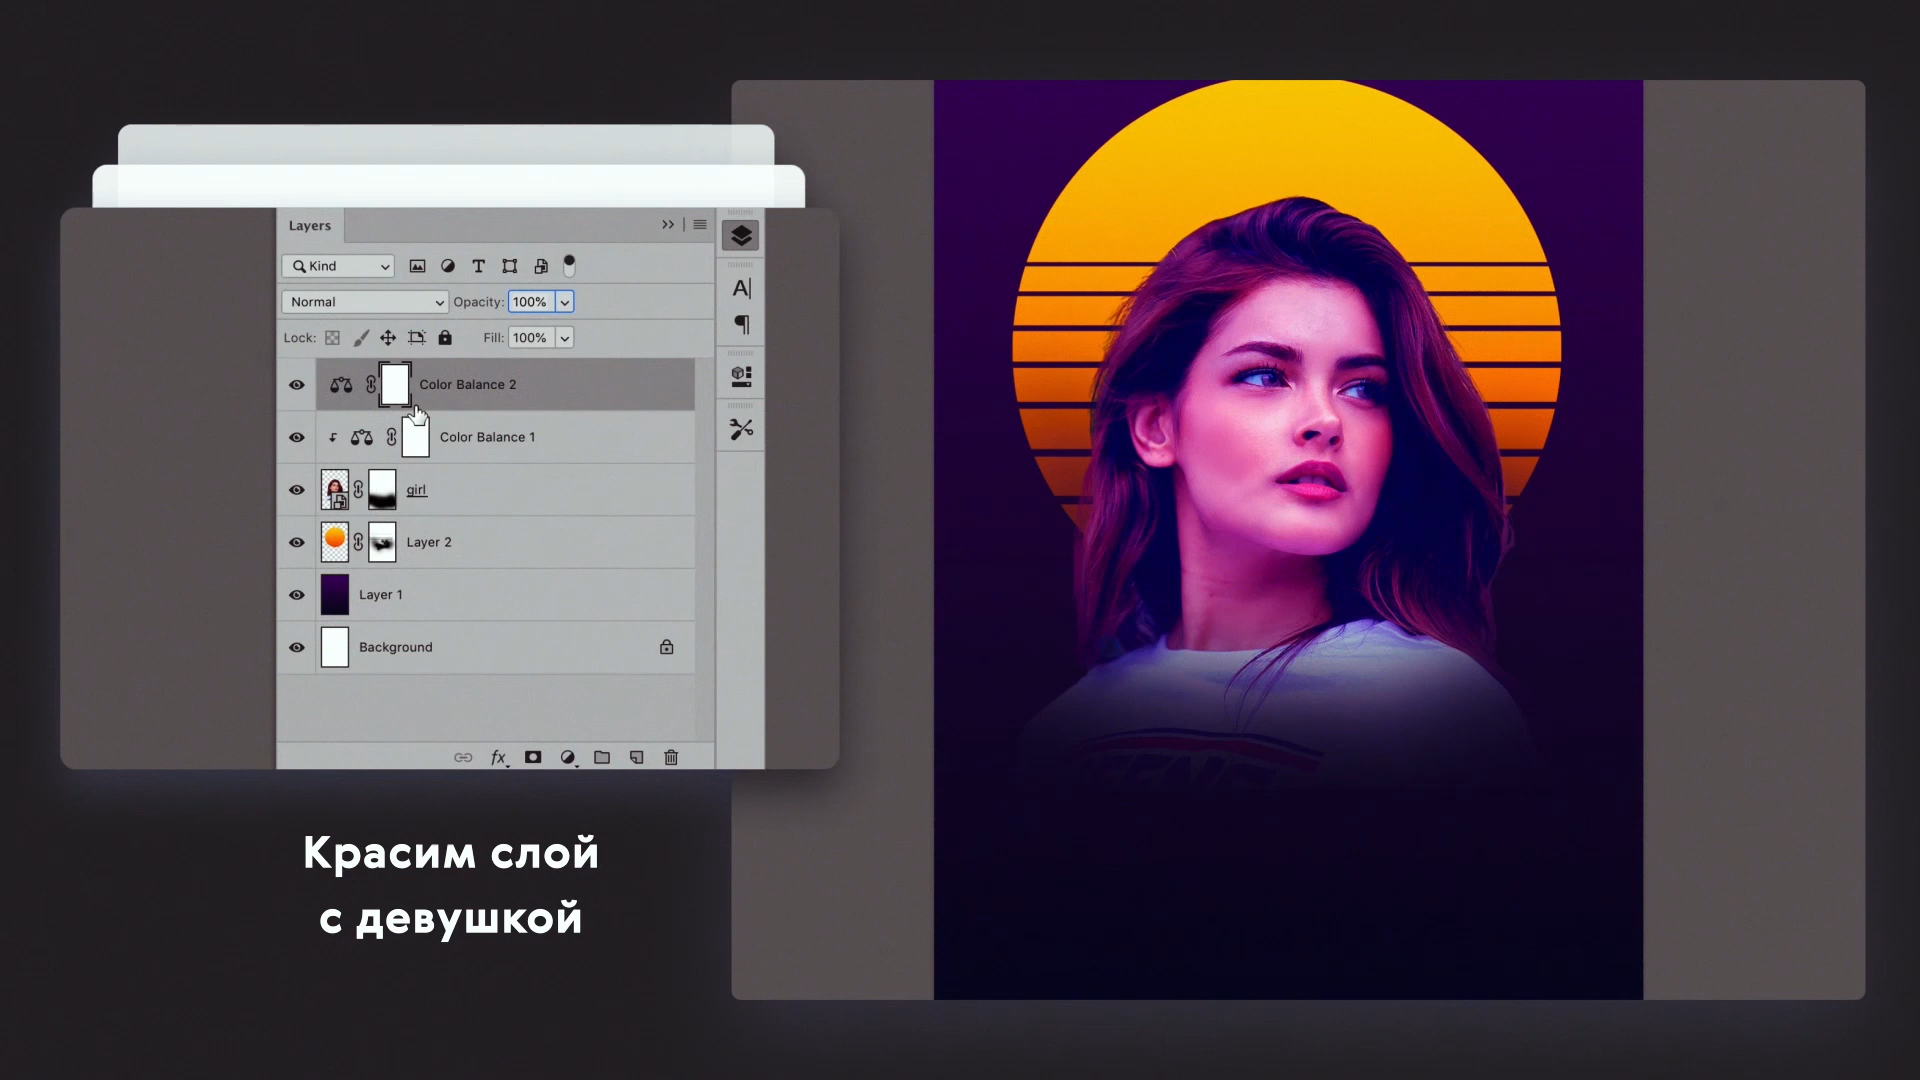 Layers
Kind
Normal
Opacity: 100%
Lock:
Fill: 100%
Color Balance 2
Color Balance 1
girl
Layer 2
Layer 1
Background
fx
Красим слой
с девушкой